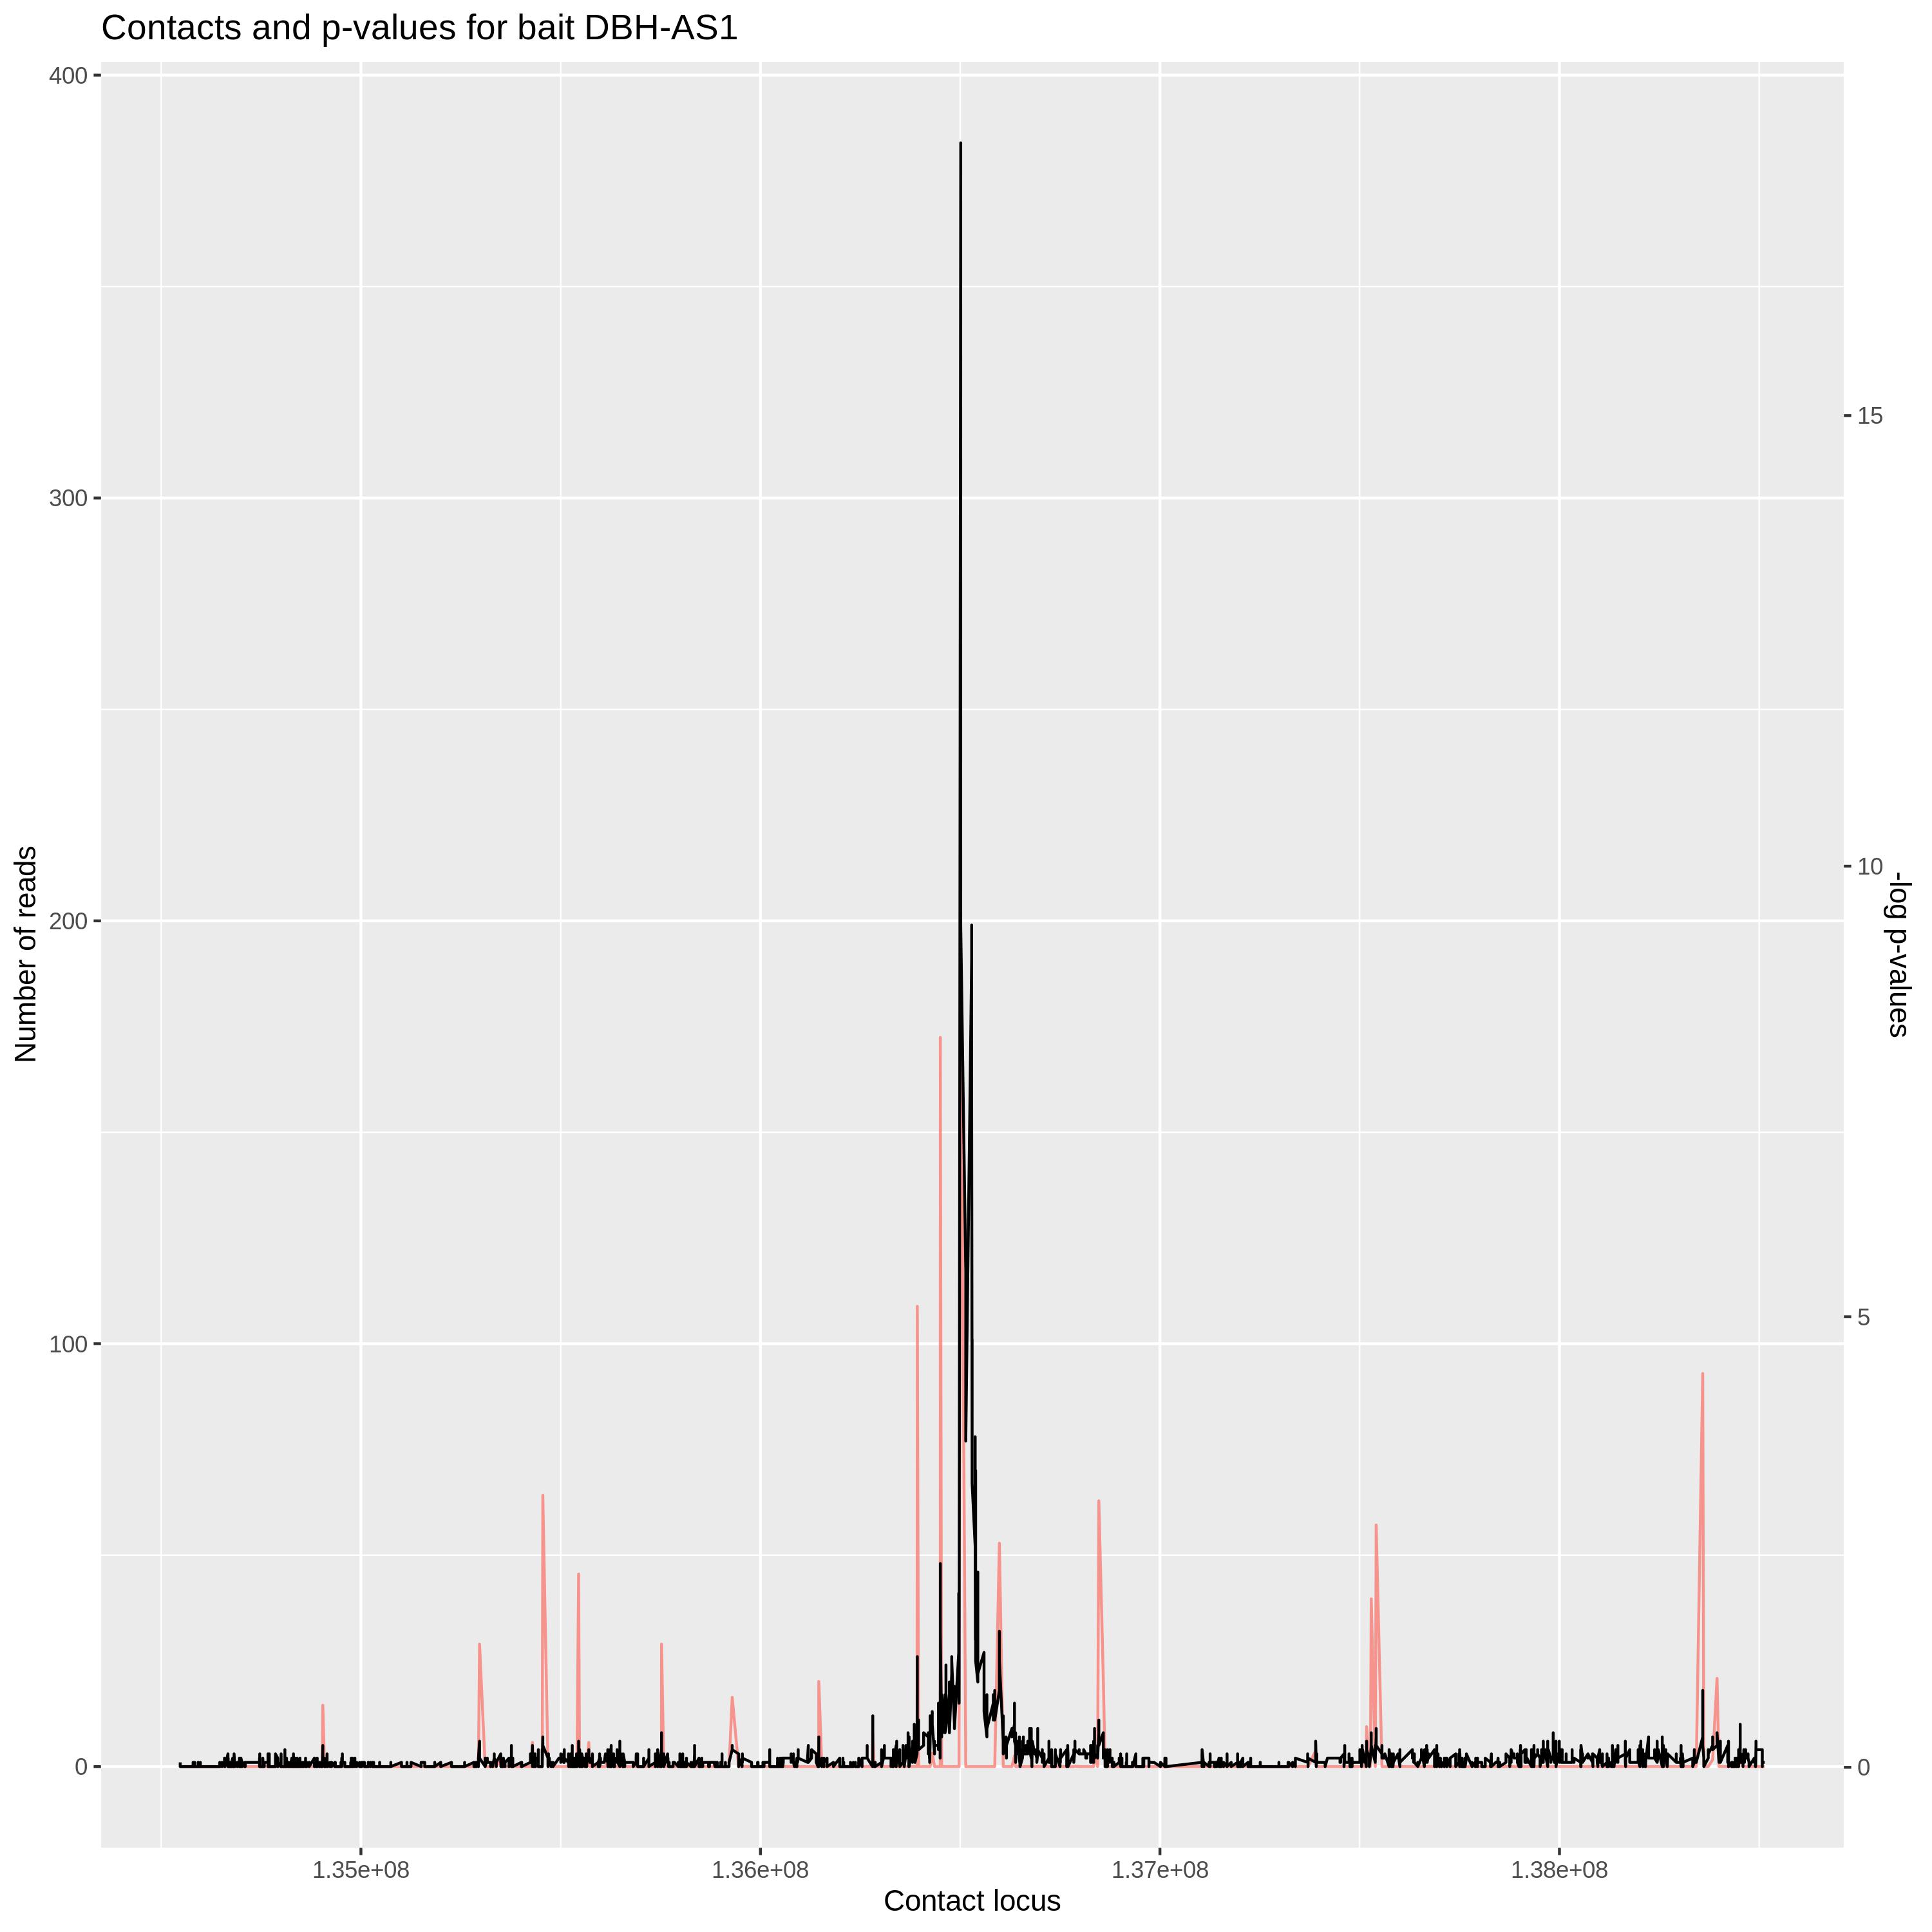 Contacts and p-values for bait DBH-AS1
400
300
200
100
0
Number of reads
15
10
5
0
-log p-values
1.35e+08 1.36e+08 1.37e+08 1.38e+08
Contact locus